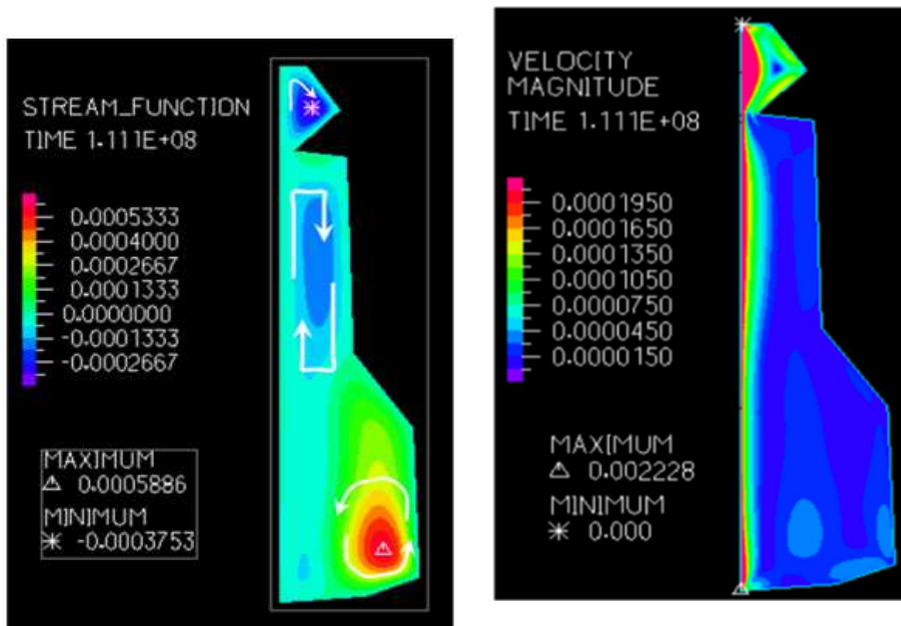 STREAM_FUNCTION
TIME 1.111E+08
0.0005333
0.0004000
0.0002667
0.0001333
0.0000000
-0.0001333
-0.0002667
MAXIMUM
△ 0.0005886
MINIMUM
✳ -0.0003753
VELOCITY
MAGNITUDE
TIME 1.111E+08
0.0001950
0.0001650
0.0001350
0.0001050
0.0000750
0.0000450
0.0000150
MAXIMUM
△ 0.002228
MINIMUM
✳ 0.000